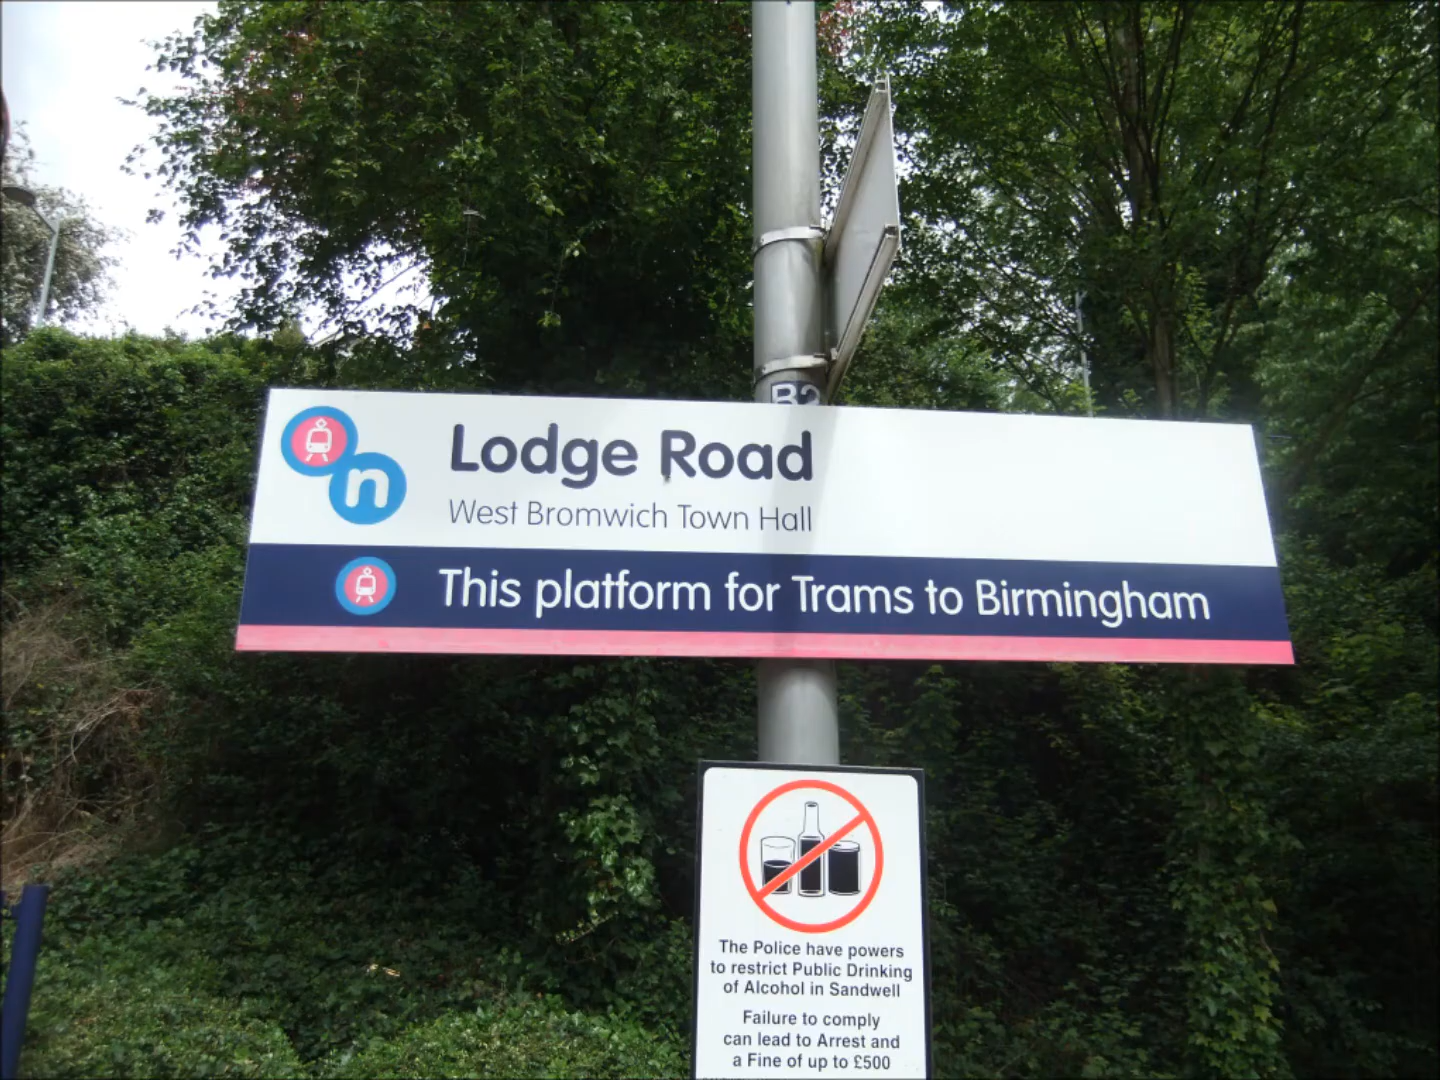 B2
n
Lodge Road
West Bromwich Town Hall
This platform for Trams to Birmingham
The Police have powers
to restrict Public Drinking
of Alcohol in Sandwell
Failure to comply
can lead to Arrest and
a Fine of up to £500